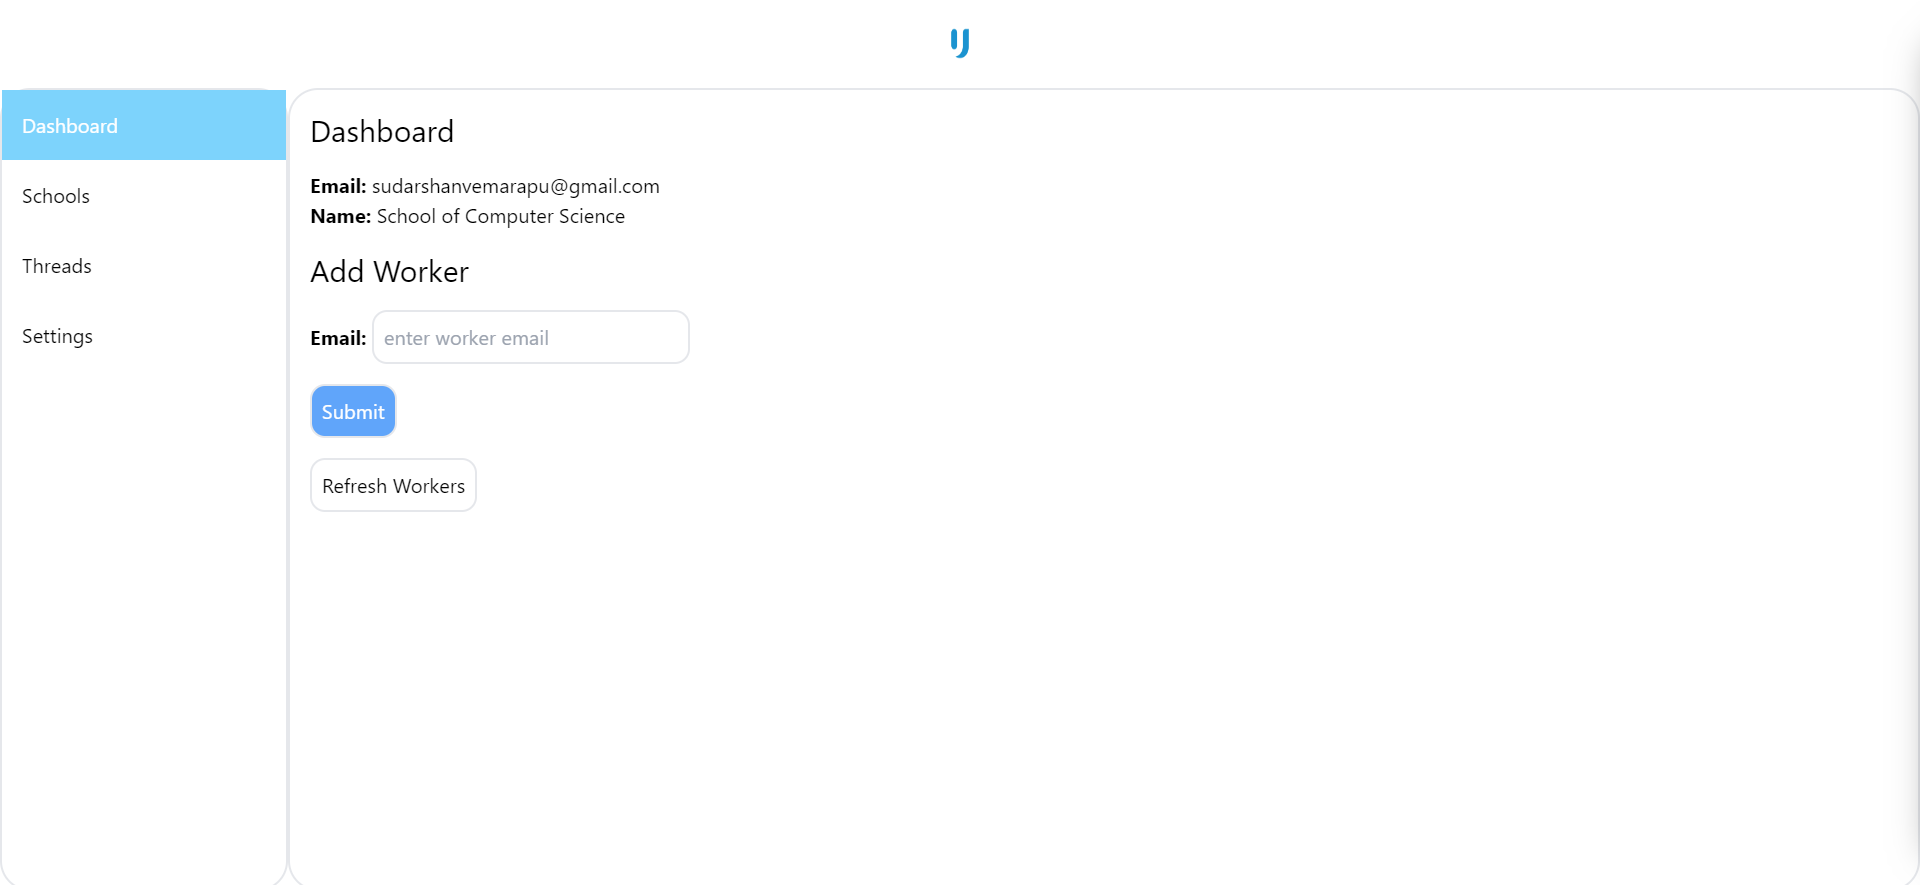 Dashboard
Schools
Threads
Settings
Dashboard
Email: sudarshanvemarapu@gmail.com
Name: School of Computer Science
Add Worker
Email: enter worker email
Submit
Refresh Workers